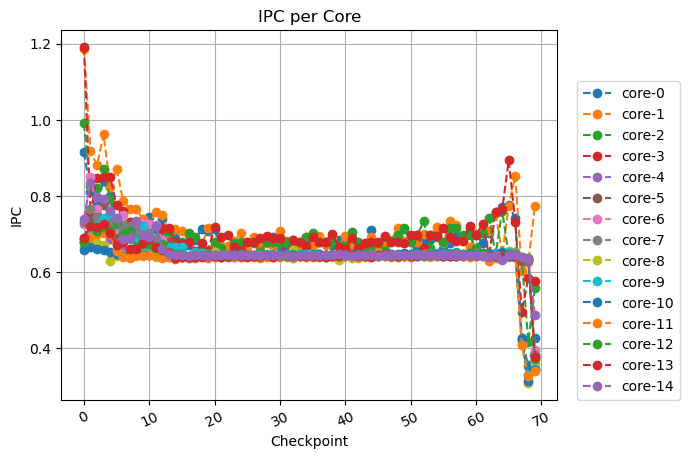 IPC per Core
1.2
1.0
0.8
0.6
0.4
IPC
0
10
20
30
40
50
60
70
Checkpoint
core-0
core-1
core-2
core-3
core-4
core-5
core-6
core-7
core-8
core-9
core-10
core-11
core-12
core-13
core-14